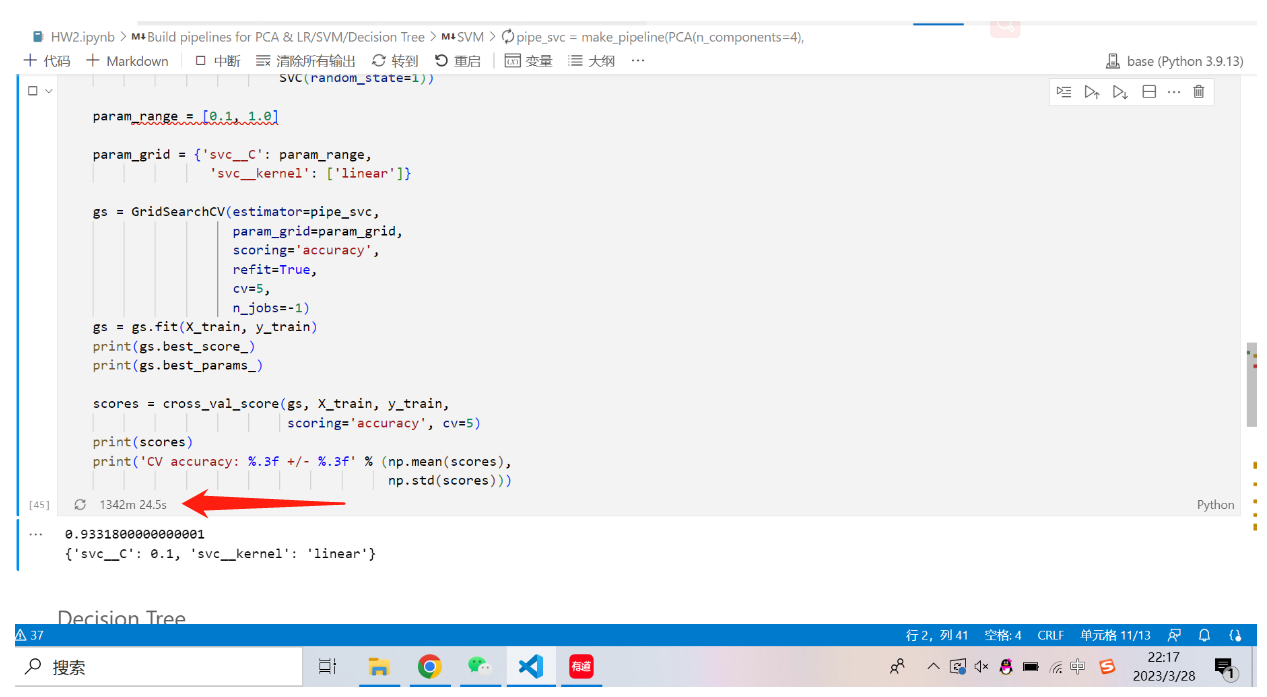 HW2.ipynb > M↓Build pipelines for PCA & LR/SVM/Decision Tree > M↓SVM > pipe_svc = make_pipeline(PCA(n_components=4),
+ 代码 + Markdown 中断 清除所有输出 转到 重启 变量 大纲 ...
base (Python 3.9.13)
SVC(random_state=1))
param_range = [0.1, 1.0]
param_grid = {'svc__C': param_range,
'svc__kernel': ['linear']}
gs = GridSearchCV(estimator=pipe_svc,
param_grid=param_grid,
scoring='accuracy',
refit=True,
cv=5,
n_jobs=-1)
gs = gs.fit(X_train, y_train)
print(gs.best_score_)
print(gs.best_params_)
scores = cross_val_score(gs, X_train, y_train,
scoring='accuracy', cv=5)
print(scores)
print('CV accuracy: %.3f +/- %.3f' % (np.mean(scores),
np.std(scores)))
[45] 1342m 24.5s Python
... 0.9331800000000001
{'svc__C': 0.1, 'svc__kernel': 'linear'}
Decision Tree
37 行 2，列 41 空格: 4 CRLF 单元格 11/13
搜索 有道 中 22:17
2023/3/28 1